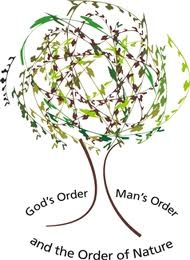 God's Order
Man's Order
and the Order of Nature